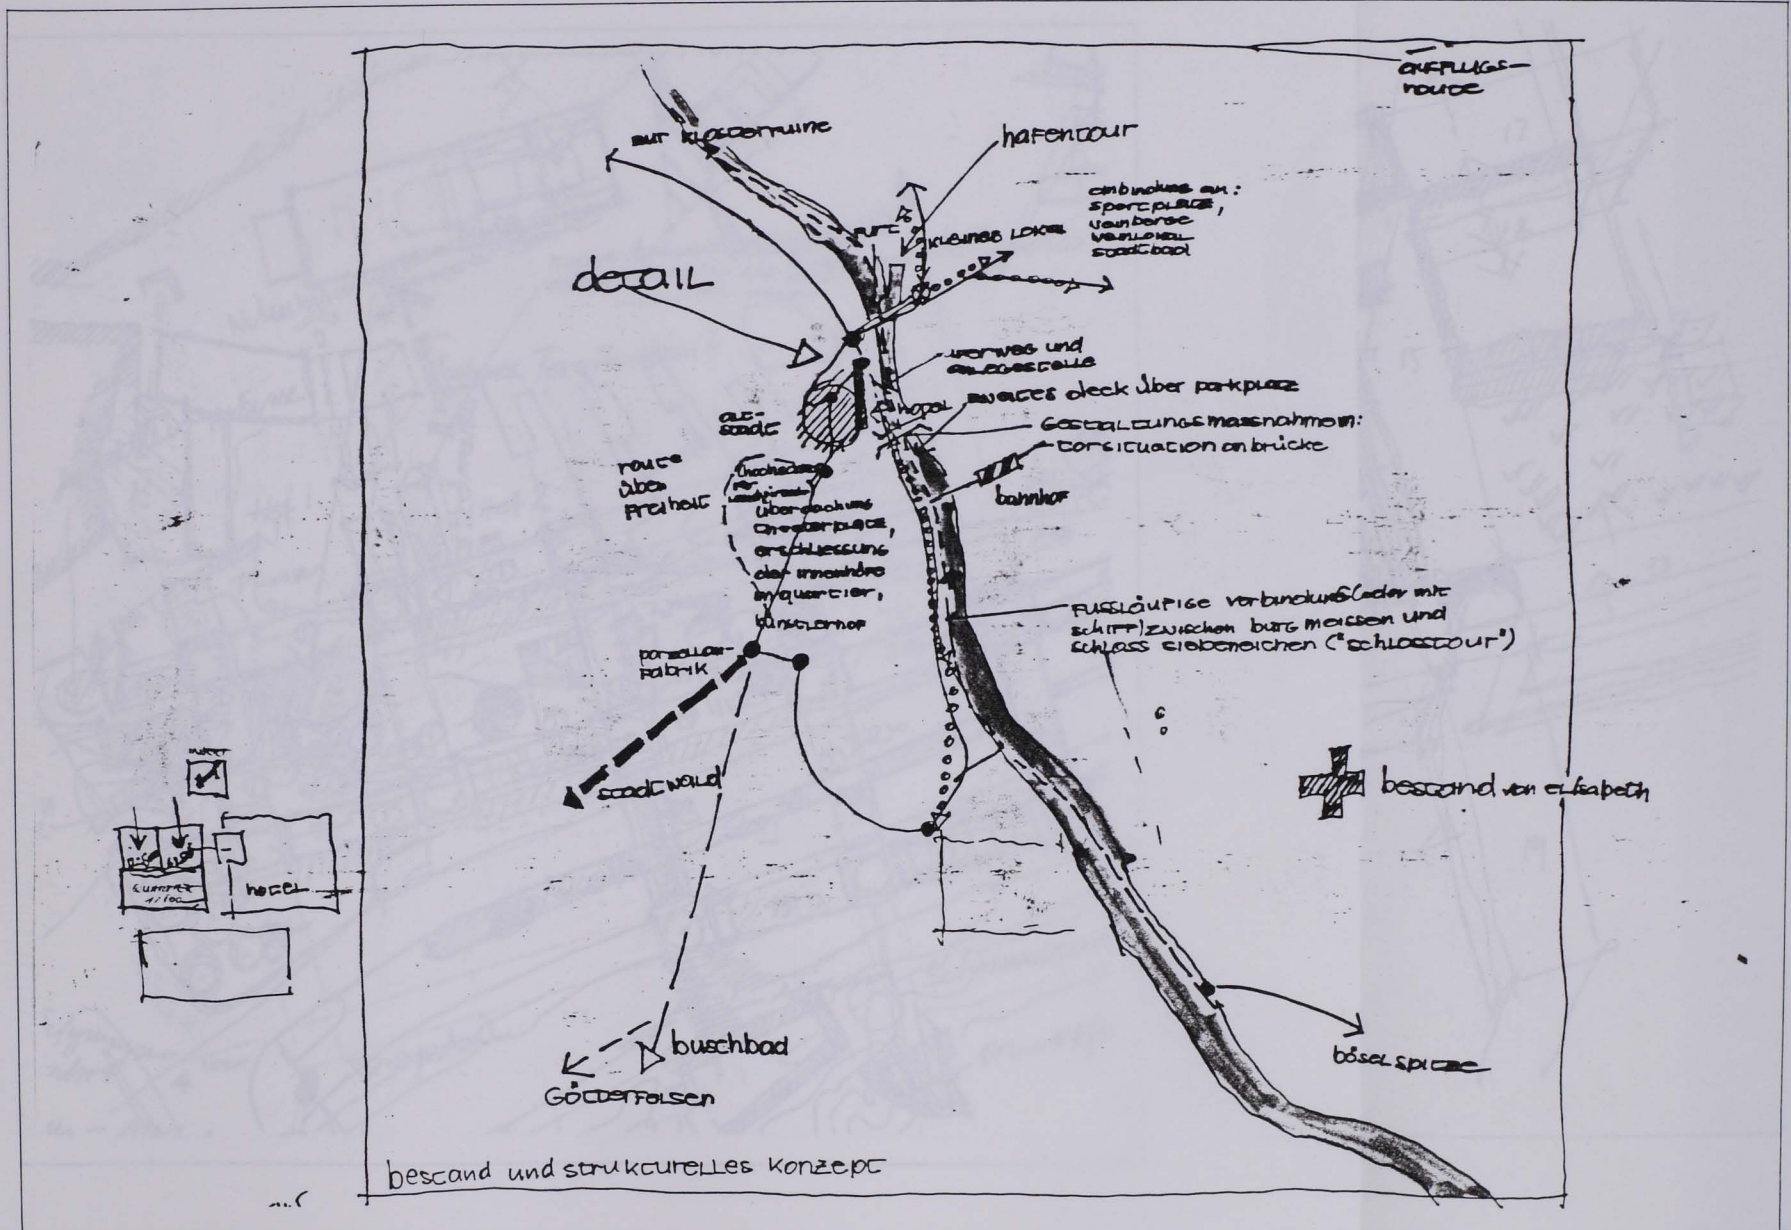 ausflugs-
route
zur klosterruine
hafentour
anbindung an:
sportplatz,
weinberge
weinlokal
stadtbad
furt
kleines lokal
detail
uferweg und
anlegestelle
zweites deck über parkplatz
hotel
alt-
stadt
gestaltungsmassnahmen:
torsituation an brücke
bahnhof
route
über
freiheit
überdachung
theaterplatz,
erschliessung
der innenhöfe
im quartier,
künstlerhof
fussläufige verbindung (oder mit
schiff) zwischen burg meissen und
schloss siebeneichen ("schlosstour")
porzellan-
fabrik
stadtwald
bestand von elisabeth
hotel
buschbad
götterfelsen
böselspitze
bestand und strukturelles konzept